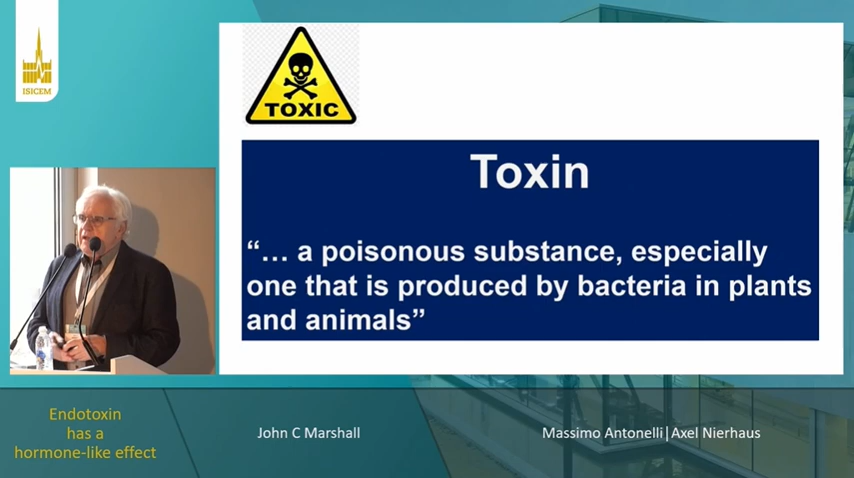 ISICEM
TOXIC
Toxin
“… a poisonous substance, especially
one that is produced by bacteria in plants
and animals”
Endotoxin
has a
hormone-like effect
John C Marshall
Massimo Antonelli|Axel Nierhaus